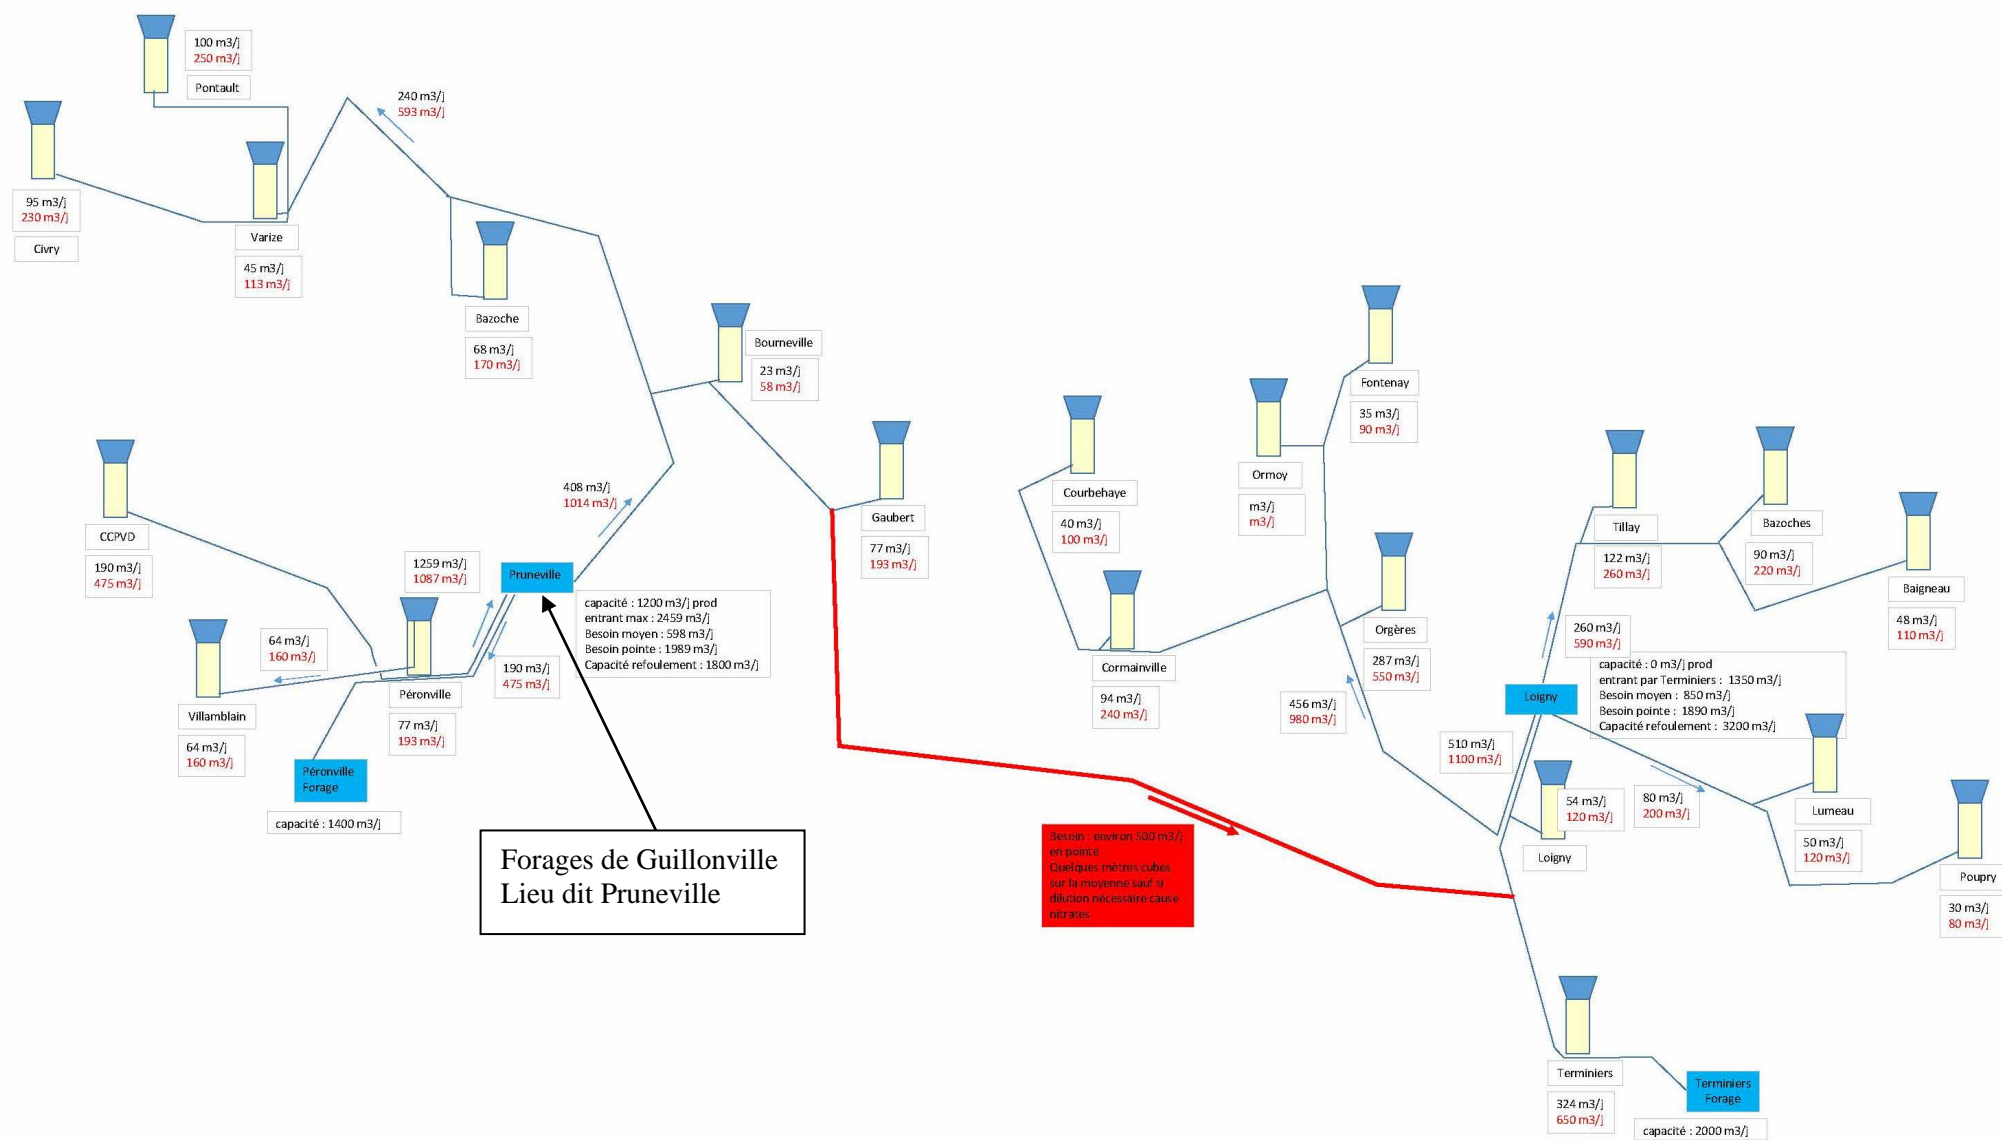 100 m3/j
250 m3/j
Pontault
95 m3/j
230 m3/j
Civry
Varize
45 m3/j
113 m3/j
240 m3/j
593 m3/j
Bazoche
68 m3/j
170 m3/j
Bourneville
23 m3/j
58 m3/j
Gaubert
77 m3/j
193 m3/j
408 m3/j
1014 m3/j
CCPVD
190 m3/j
475 m3/j
1259 m3/j
1087 m3/j
Pruneville
capacité : 1200 m3/j prod
entrant max : 2459 m3/j
Besoin moyen : 598 m3/j
Besoin pointe : 1989 m3/j
Capacité refoulement : 1800 m3/j
64 m3/j
160 m3/j
190 m3/j
475 m3/j
Villamblain
64 m3/j
160 m3/j
Péronville
77 m3/j
193 m3/j
Péronville
Forage
capacité : 1400 m3/j
Forages de Guillonville
Lieu dit Pruneville
Courbehaye
40 m3/j
100 m3/j
Cormainville
94 m3/j
240 m3/j
Ormoy
m3/j
m3/j
Fontenay
35 m3/j
90 m3/j
Orgères
287 m3/j
550 m3/j
456 m3/j
980 m3/j
Tillay
122 m3/j
260 m3/j
Bazoches
90 m3/j
220 m3/j
Baigneau
48 m3/j
110 m3/j
260 m3/j
590 m3/j
Loigny
capacité : 0 m3/j prod
entrant par Terminiers : 1350 m3/j
Besoin moyen : 850 m3/j
Besoin pointe : 1890 m3/j
Capacité refoulement : 3200 m3/j
510 m3/j
1100 m3/j
54 m3/j
120 m3/j
Loigny
80 m3/j
200 m3/j
Lumeau
50 m3/j
120 m3/j
Poupry
30 m3/j
80 m3/j
Besoin : environ 500 m3/j
en pointe
Quelques mètres cubes
sur la moyenne sauf si
dilution nécessaire cause
nitrates
Terminiers
324 m3/j
650 m3/j
Terminiers
Forage
capacité : 2000 m3/j